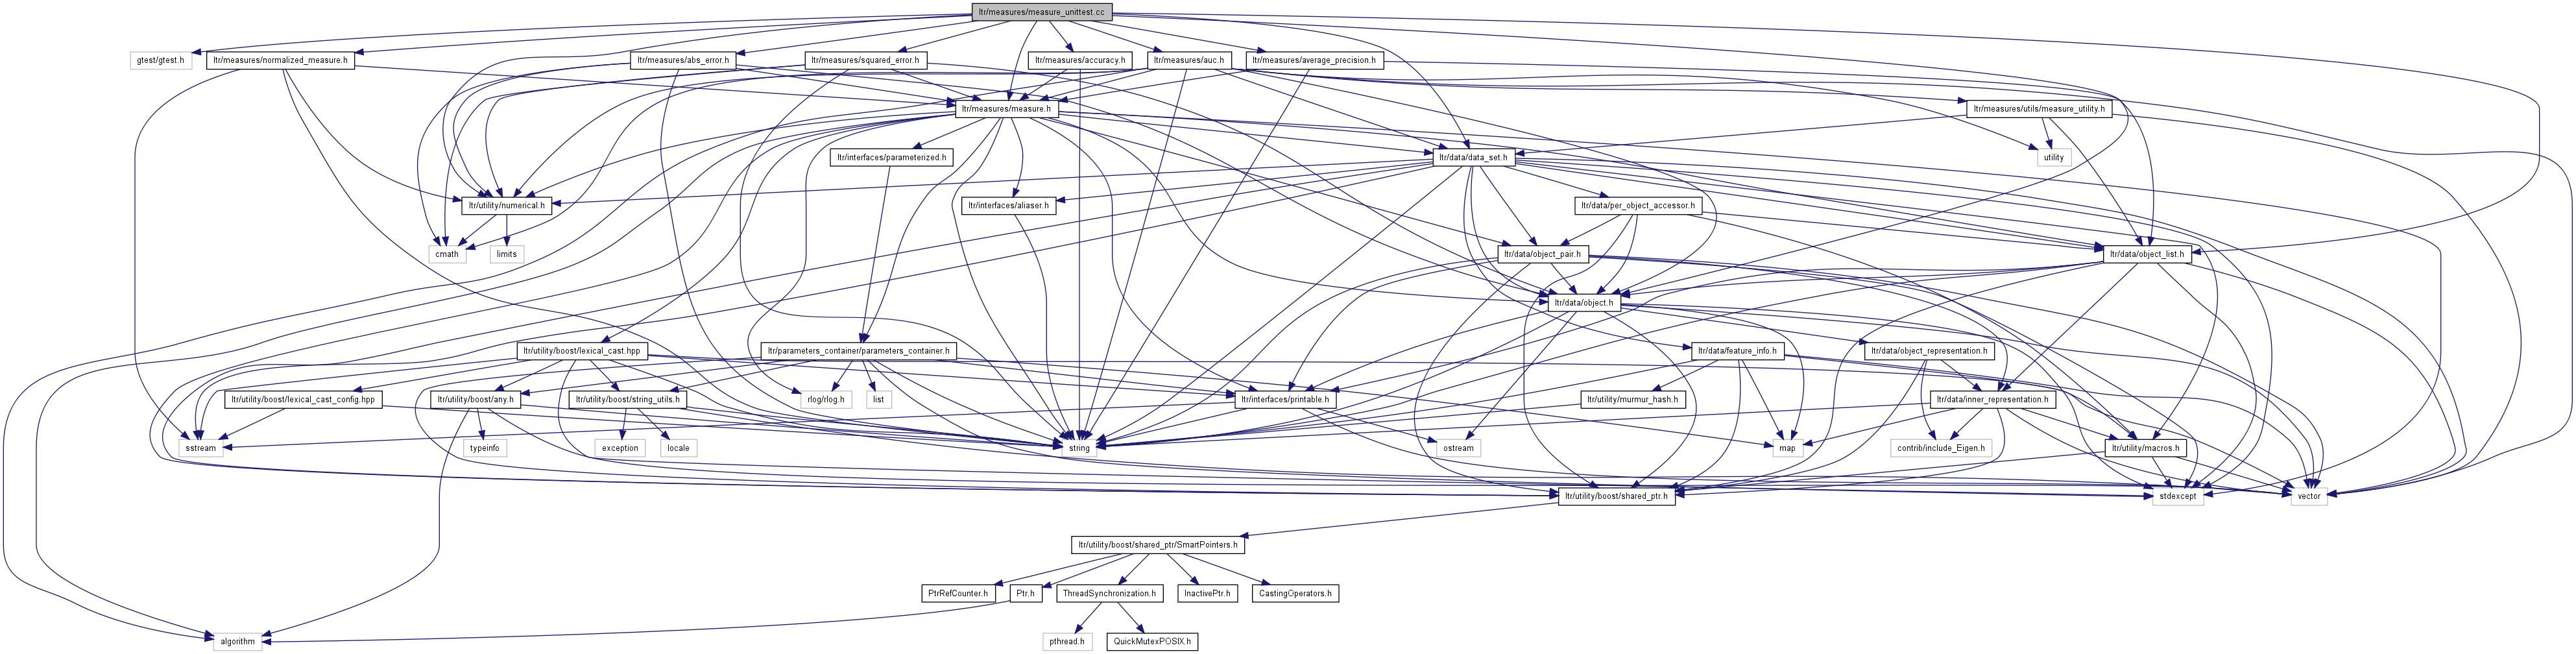 ltr/measures/measure_unittest.cc
gtest/gtest.h
ltr/measures/normalized_measure.h
ltr/measures/abs_error.h
ltr/measures/squared_error.h
ltr/measures/accuracy.h
ltr/measures/auc.h
ltr/measures/average_precision.h
ltr/measures/measure.h
ltr/measures/utils/measure_utility.h
ltr/interfaces/parameterized.h
ltr/data/data_set.h
utility
ltr/utility/numerical.h
ltr/interfaces/aliaser.h
ltr/data/per_object_accessor.h
cmath
limits
ltr/data/object_pair.h
ltr/data/object_list.h
ltr/data/object.h
ltr/utility/boost/lexical_cast.hpp
ltr/parameters_container/parameters_container.h
ltr/data/feature_info.h
ltr/data/object_representation.h
ltr/utility/boost/lexical_cast_config.hpp
ltr/utility/boost/any.h
ltr/utility/boost/string_utils.h
rlog/rlog.h
list
ltr/interfaces/printable.h
ltr/utility/murmur_hash.h
ltr/data/inner_representation.h
sstream
typeinfo
exception
locale
string
ostream
map
contrib/include_Eigen.h
ltr/utility/macros.h
ltr/utility/boost/shared_ptr.h
stdexcept
vector
ltr/utility/boost/shared_ptr/SmartPointers.h
PtrRefCounter.h
Ptr.h
ThreadSynchronization.h
InactivePtr.h
CastingOperators.h
algorithm
pthread.h
QuickMutexPOSIX.h